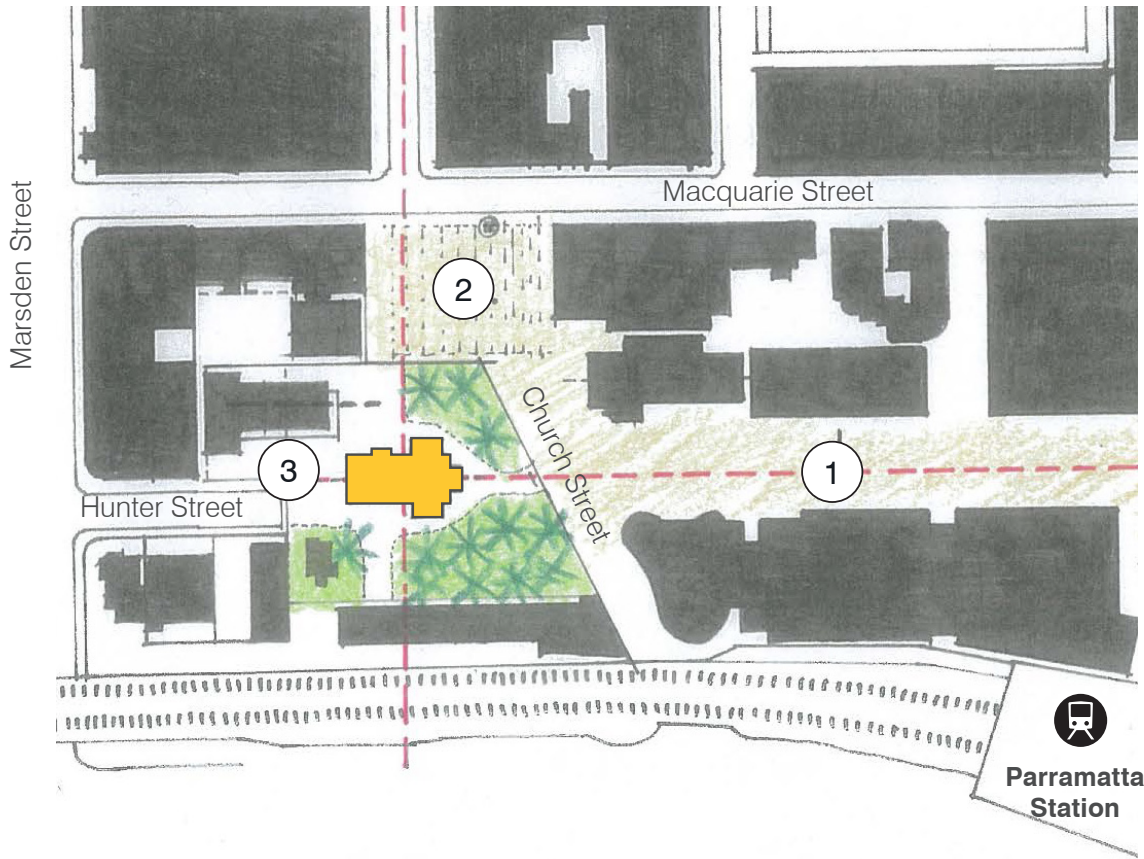 Marsden Street
Macquarie Street
2
Church Street
3
1
Hunter Street
Parramatta
Station